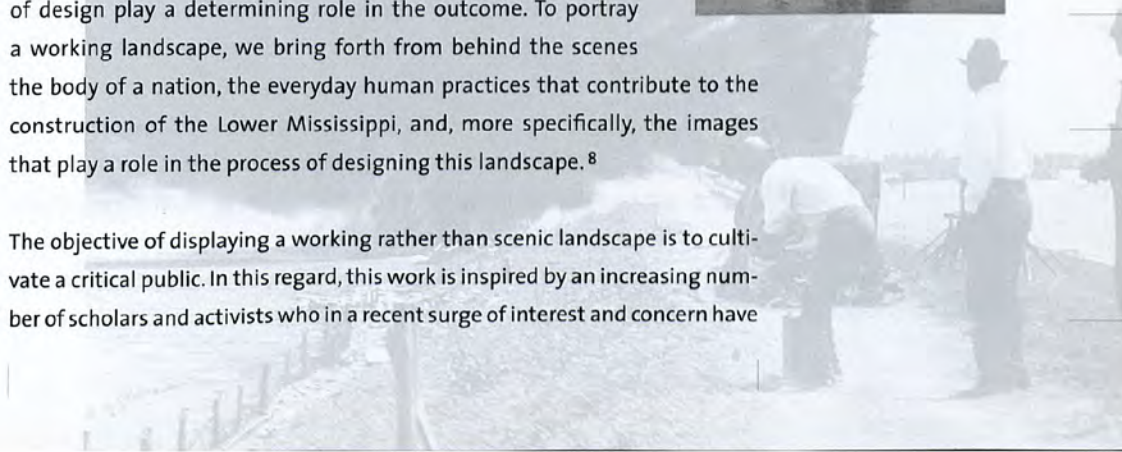 of design play a determining role in the outcome. To portray
a working landscape, we bring forth from behind the scenes
the body of a nation, the everyday human practices that contribute to the
construction of the Lower Mississippi, and, more specifically, the images
that play a role in the process of designing this landscape. 8
The objective of displaying a working rather than scenic landscape is to culti-
vate a critical public. In this regard, this work is inspired by an increasing num-
ber of scholars and activists who in a recent surge of interest and concern have